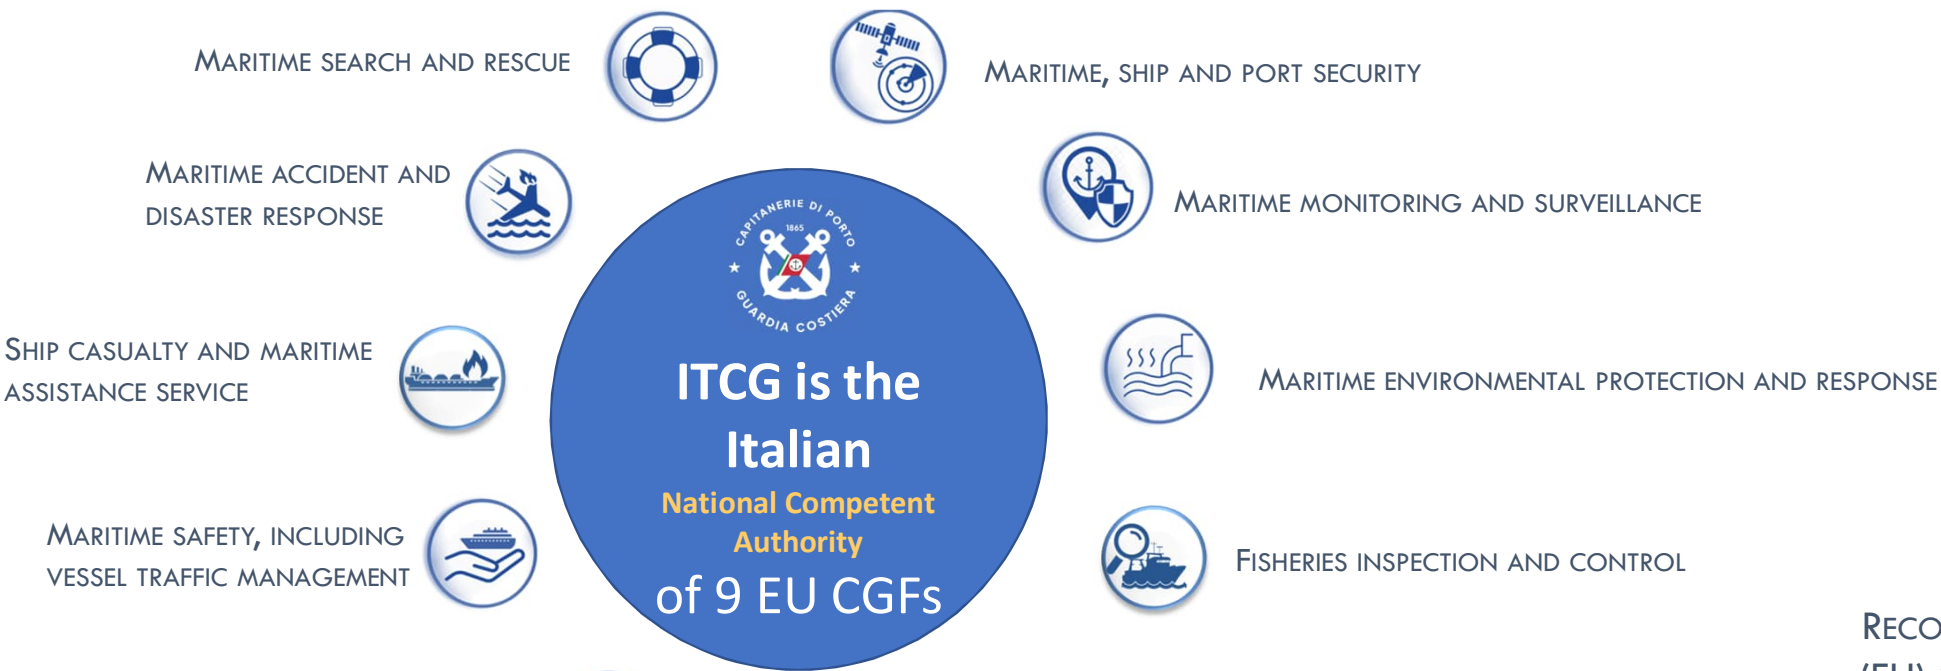 MARITIME SEARCH AND RESCUE
MARITIME, SHIP AND PORT SECURITY
MARITIME ACCIDENT AND
DISASTER RESPONSE
MARITIME MONITORING AND SURVEILLANCE
SHIP CASUALTY AND MARITIME
ASSISTANCE SERVICE
MARITIME ENVIRONMENTAL PROTECTION AND RESPONSE
MARITIME SAFETY, INCLUDING
VESSEL TRAFFIC MANAGEMENT
FISHERIES INSPECTION AND CONTROL
CAPITANERIE DI PORTO
1865
GUARDIA COSTIERA
ITCG is the
Italian
National Competent
Authority
of 9 EU CGFs